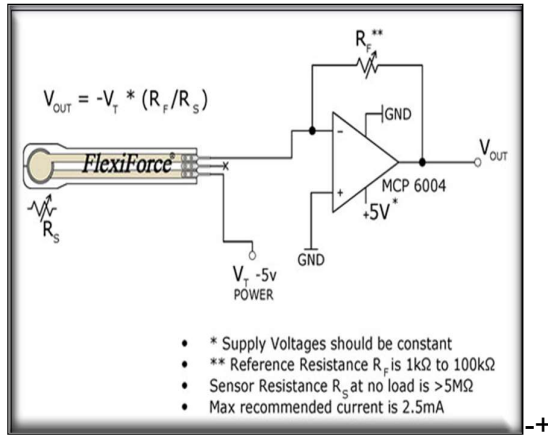 R_F**
V_OUT = -V_T * (R_F/R_S)
GND
V_OUT
FlexiForce®
-
+
MCP 6004
+5V*
R_S
GND
V_T -5v
POWER
• * Supply Voltages should be constant
• ** Reference Resistance R_F is 1kΩ to 100kΩ
• Sensor Resistance R_S at no load is >5MΩ
• Max recommended current is 2.5mA
-+